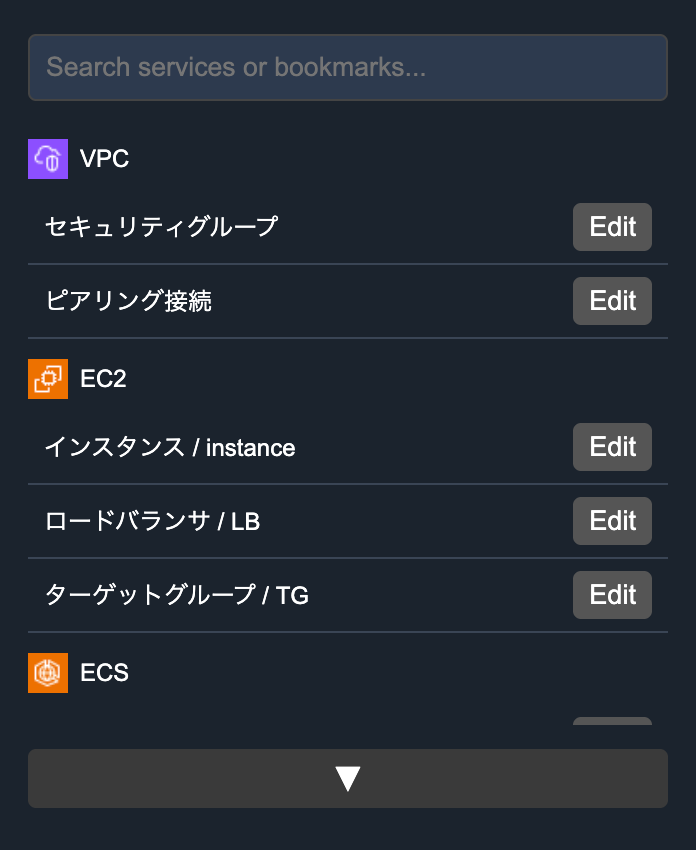 Search services or bookmarks...
VPC
セキュリティグループ Edit
ピアリング接続 Edit
EC2
インスタンス / instance Edit
ロードバランサ / LB Edit
ターゲットグループ / TG Edit
ECS
▼